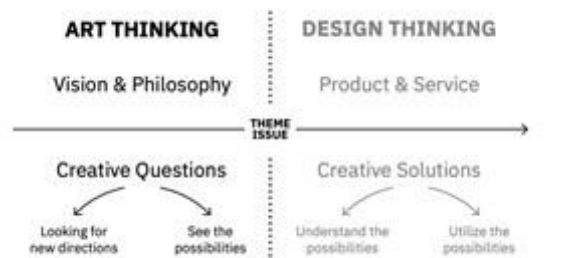 ART THINKING
DESIGN THINKING
Vision & Philosophy
Product & Service
THEME
ISSUE
Creative Questions
Creative Solutions
Looking for
new directions
See the
possibilities
Understand the
possibilities
Utilize the
possibilities